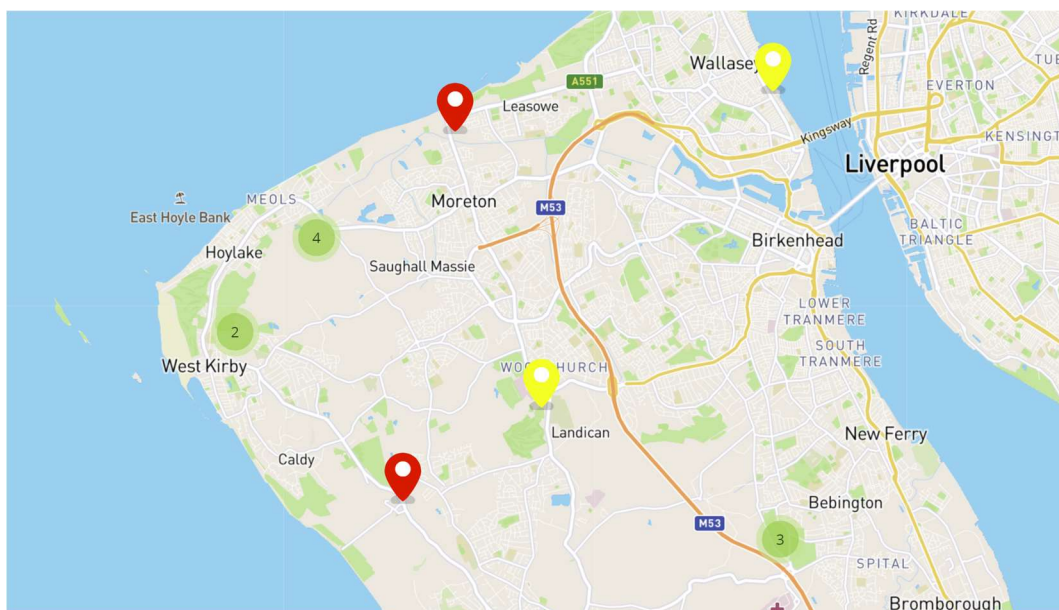 KIRKDALE
Regent Rd
Wallasey
TUE
A551
EVERTON
Leasowe
Kingsway
KENSINGTON
Liverpool
MEOLS
Moreton
East Hoyle Bank
M53
BALTIC
TRIANGLE
4
Hoylake
Birkenhead
Saughall Massie
LOWER
TRANMERE
2
SOUTH
TRANMERE
West Kirby
Landican
New Ferry
Caldy
Bebington
M53
3
SPITAL
Bromborough